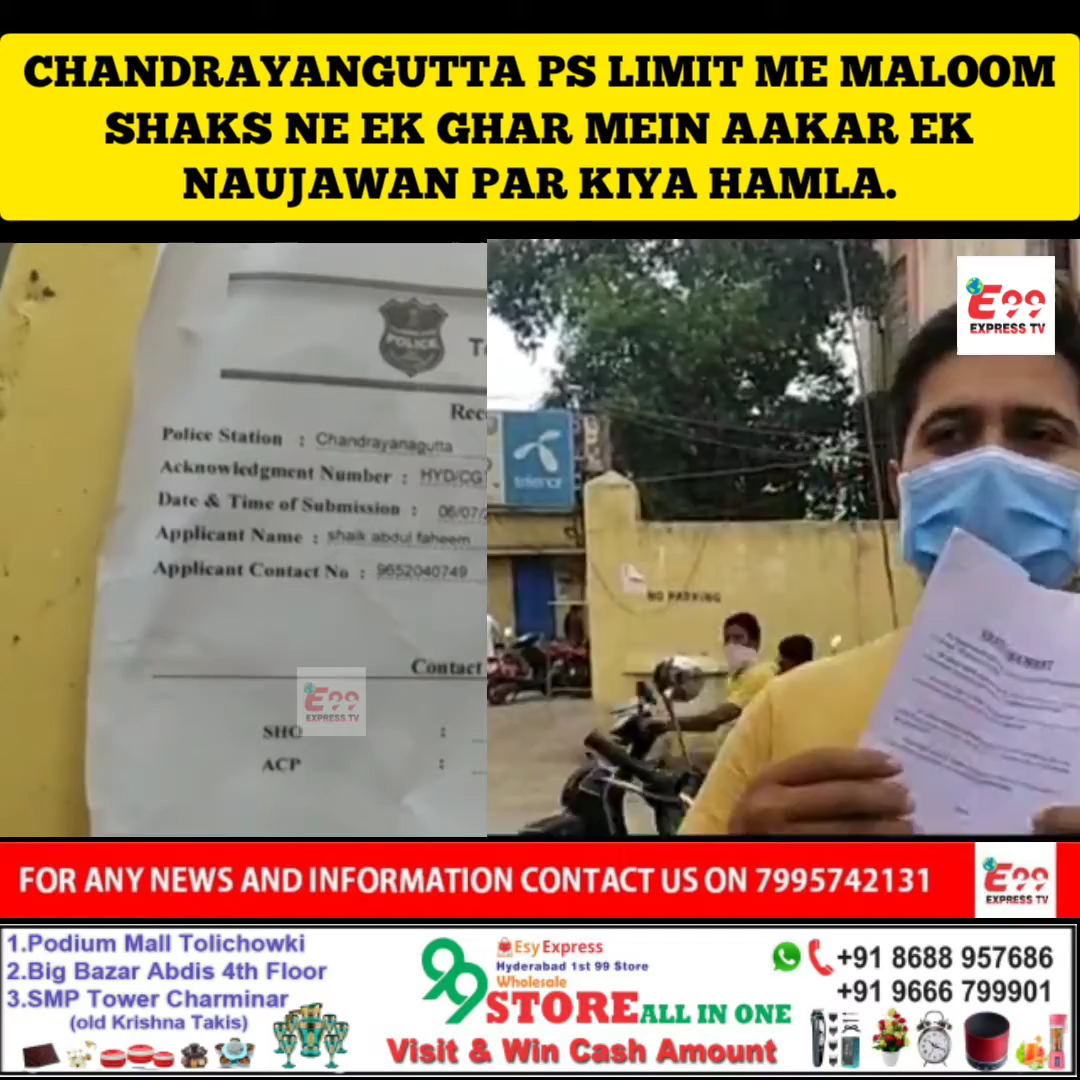 CHANDRAYANGUTTA PS LIMIT ME MALOOM
SHAKS NE EK GHAR MEIN AAKAR EK
NAUJAWAN PAR KIYA HAMLA.
E99
EXPRESS TV
POLICE
Police Station : Chandrayanagutta
Acknowledgment Number : HYD/CG
Date & Time of Submission : 06/07/
Applicant Name : shaik abdul faheem
Applicant Contact No : 9652040749
Contact
SHO :
ACP :
E99
EXPRESS TV
telenor
NO PARKING
FOR ANY NEWS AND INFORMATION CONTACT US ON 7995742131
E99
EXPRESS TV
1.Podium Mall Tolichowki
2.Big Bazar Abdis 4th Floor
3.SMP Tower Charminar
(old Krishna Takis)
Esy Express
Hyderabad 1st 99 Store
Wholesale
99 STORE ALL IN ONE
Visit & Win Cash Amount
+91 8688 957686
+91 9666 799901